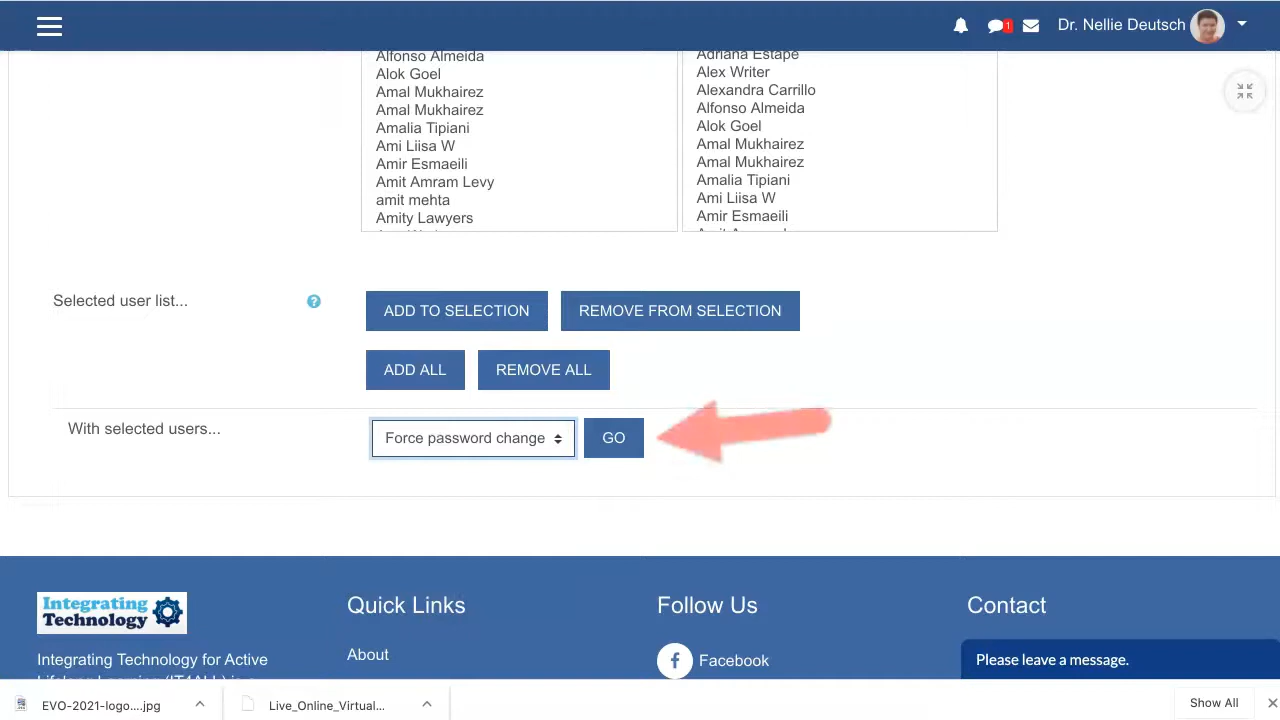 Dr. Nellie Deutsch
1
Alfonso Almeida
Alok Goel
Amal Mukhairez
Amal Mukhairez
Amalia Tipiani
Ami Liisa W
Amir Esmaeili
Amit Amram Levy
amit mehta
Amity Lawyers
Adriana Estape
Alex Writer
Alexandra Carrillo
Alfonso Almeida
Alok Goel
Amal Mukhairez
Amal Mukhairez
Amalia Tipiani
Ami Liisa W
Amir Esmaeili
Selected user list...
?
ADD TO SELECTION
REMOVE FROM SELECTION
ADD ALL
REMOVE ALL
With selected users...
Force password change
GO
Integrating
Technology
Integrating Technology for Active
Quick Links
About
Follow Us
Facebook
Contact
Please leave a message.
EVO-2021-logo....jpg
Live_Online_Virtual...
Show All